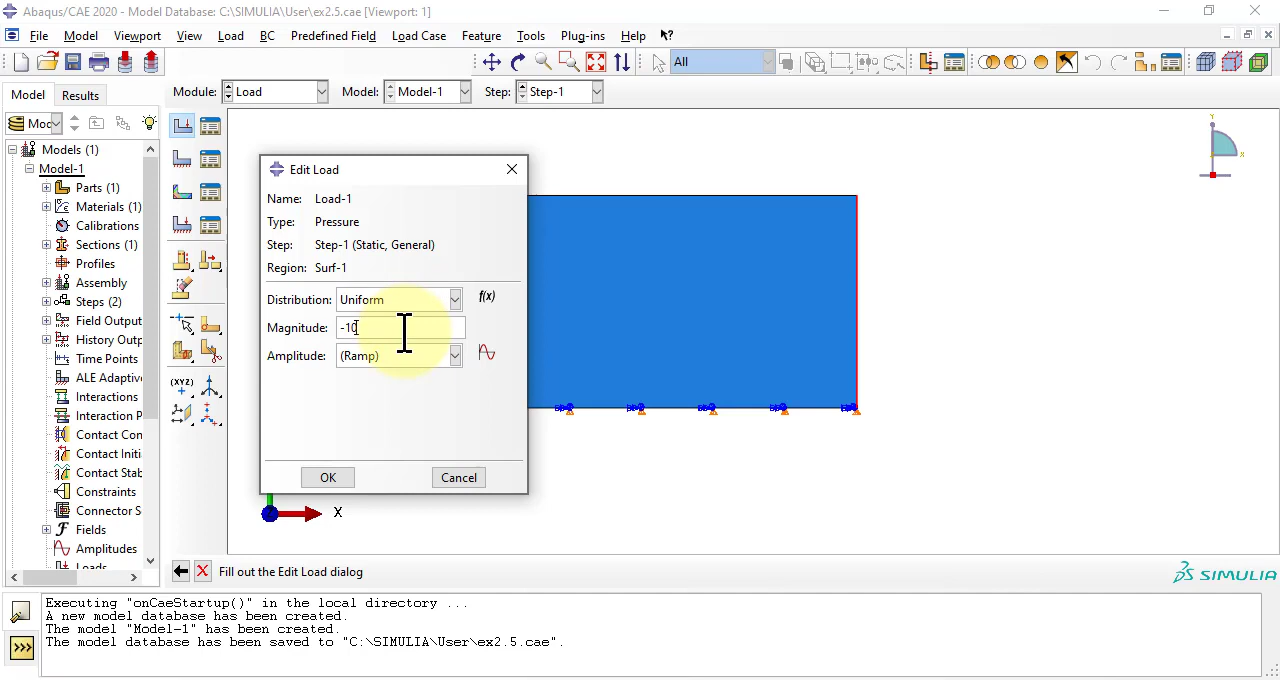 Abaqus/CAE 2020 - Model Database: C:\SIMULIA\User\ex2.5.cae [Viewport: 1]
File Model Viewport View Load BC Predefined Field Load Case Feature Tools Plug-ins Help
All
Model Results Module: Load Model: Model-1 Step: Step-1
Mod
Models (1)
Model-1
Parts (1)
Materials (1)
Calibrations
Sections (1)
Profiles
Assembly
Steps (2)
Field Output
History Outp
Time Points
ALE Adaptiv
Interactions
Interaction P
Contact Con
Contact Initi
Contact Stab
Constraints
Connector S
Fields
Amplitudes
Loads
(XYZ)
Edit Load
Name: Load-1
Type: Pressure
Step: Step-1 (Static, General)
Region: Surf-1
Distribution: Uniform f(x)
Magnitude: -10
Amplitude: (Ramp)
OK Cancel
Y
X
Z
X
Fill out the Edit Load dialog
SIMULIA
Executing "onCaeStartup()" in the local directory ...
A new model database has been created.
The model "Model-1" has been created.
The model database has been saved to "C:\SIMULIA\User\ex2.5.cae".
>>>